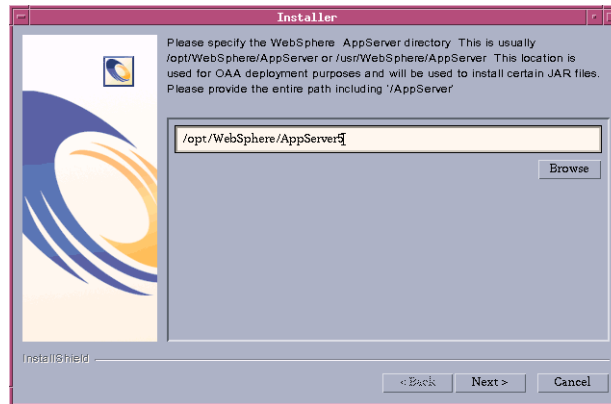 Installer
Please specify the WebSphere AppServer directory This is usually
/opt/WebSphere/AppServer or /usr/WebSphere/AppServer This location is
used for OAA deployment purposes and will be used to install certain JAR files.
Please provide the entire path including '/AppServer'
/opt/WebSphere/AppServer5
Browse
InstallShield
< Back
Next >
Cancel